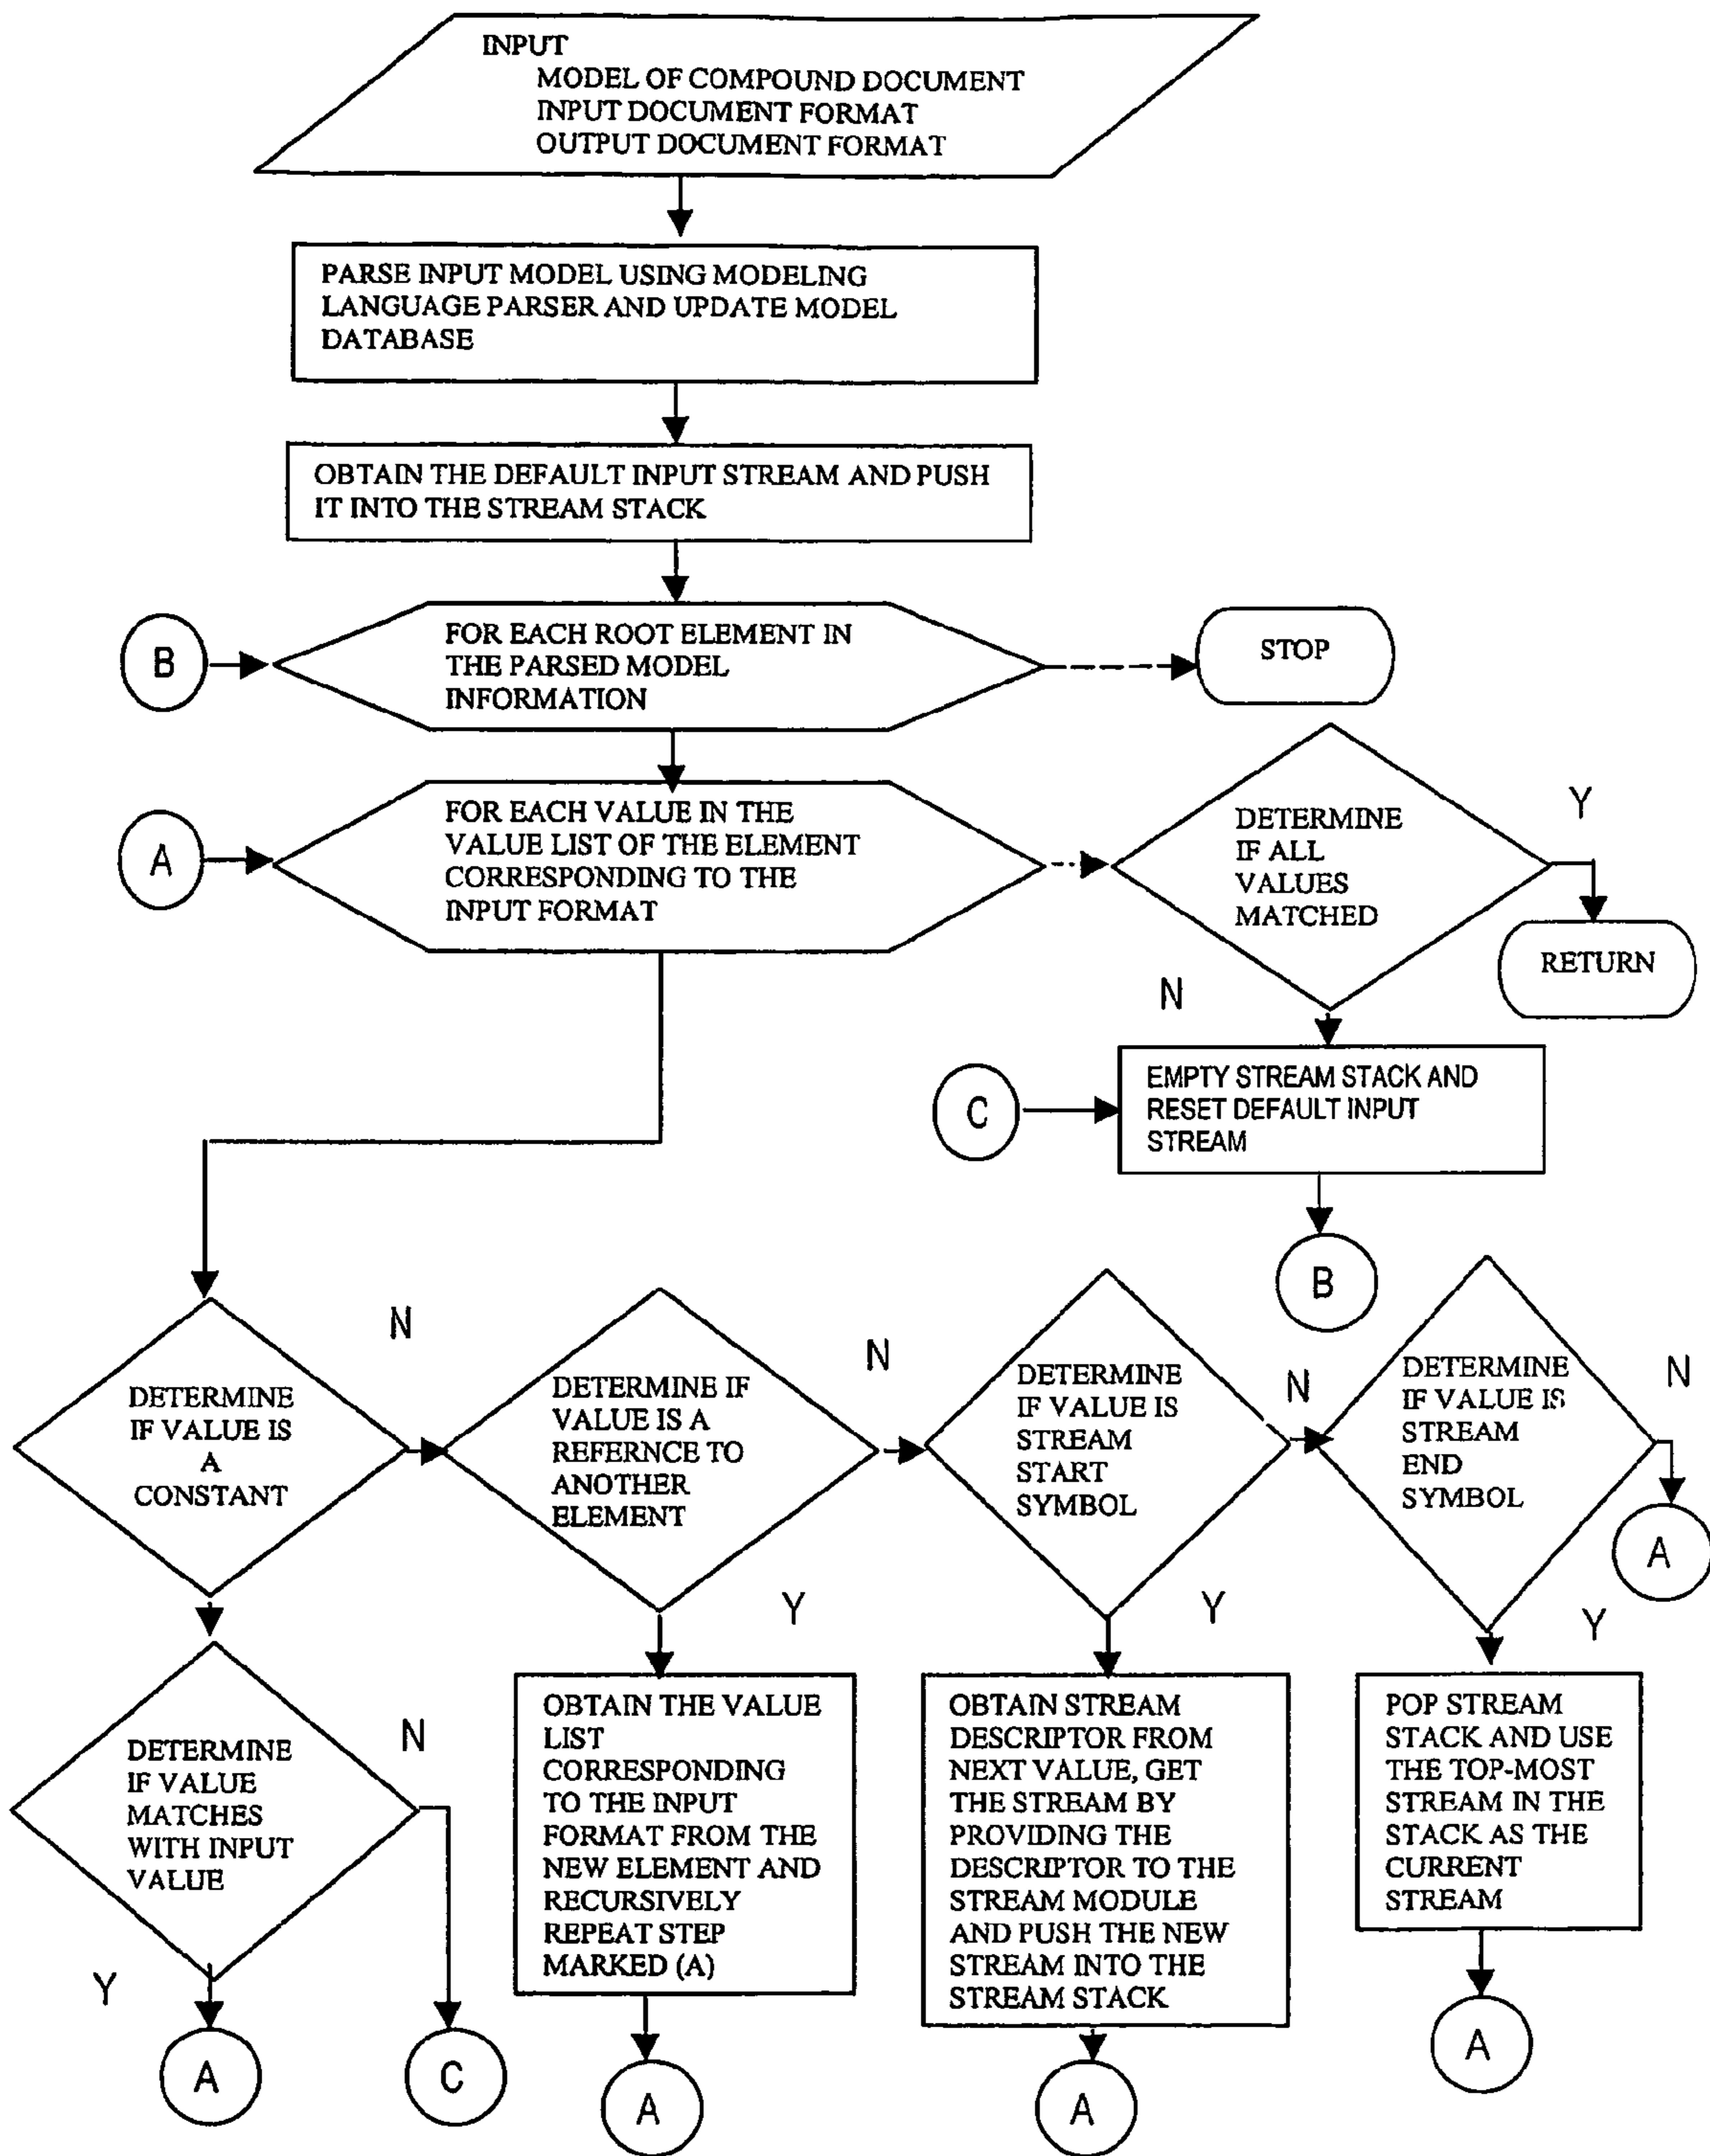 INPUT
MODEL OF COMPOUND DOCUMENT
INPUT DOCUMENT FORMAT
OUTPUT DOCUMENT FORMAT
PARSE INPUT MODEL USING MODELING
LANGUAGE PARSER AND UPDATE MODEL
DATABASE
OBTAIN THE DEFAULT INPUT STREAM AND PUSH
IT INTO THE STREAM STACK
B
FOR EACH ROOT ELEMENT IN
THE PARSED MODEL
INFORMATION
STOP
A
FOR EACH VALUE IN THE
VALUE LIST OF THE ELEMENT
CORRESPONDING TO THE
INPUT FORMAT
DETERMINE
IF ALL
VALUES
MATCHED
Y
RETURN
N
C
EMPTY STREAM STACK AND
RESET DEFAULT INPUT
STREAM
B
DETERMINE
IF VALUE IS
A
CONSTANT
N
DETERMINE IF
VALUE IS A
REFERNCE TO
ANOTHER
ELEMENT
N
DETERMINE
IF VALUE IS
STREAM
START
SYMBOL
N
DETERMINE
IF VALUE IS
STREAM
END
SYMBOL
N
A
Y
Y
Y
DETERMINE
IF VALUE
MATCHES
WITH INPUT
VALUE
N
Y
A
C
OBTAIN THE VALUE
LIST
CORRESPONDING
TO THE INPUT
FORMAT FROM THE
NEW ELEMENT AND
RECURSIVELY
REPEAT STEP
MARKED (A)
A
OBTAIN STREAM
DESCRIPTOR FROM
NEXT VALUE, GET
THE STREAM BY
PROVIDING THE
DESCRIPTOR TO THE
STREAM MODULE
AND PUSH THE NEW
STREAM INTO THE
STREAM STACK
A
POP STREAM
STACK AND USE
THE TOP-MOST
STREAM IN THE
STACK AS THE
CURRENT
STREAM
A